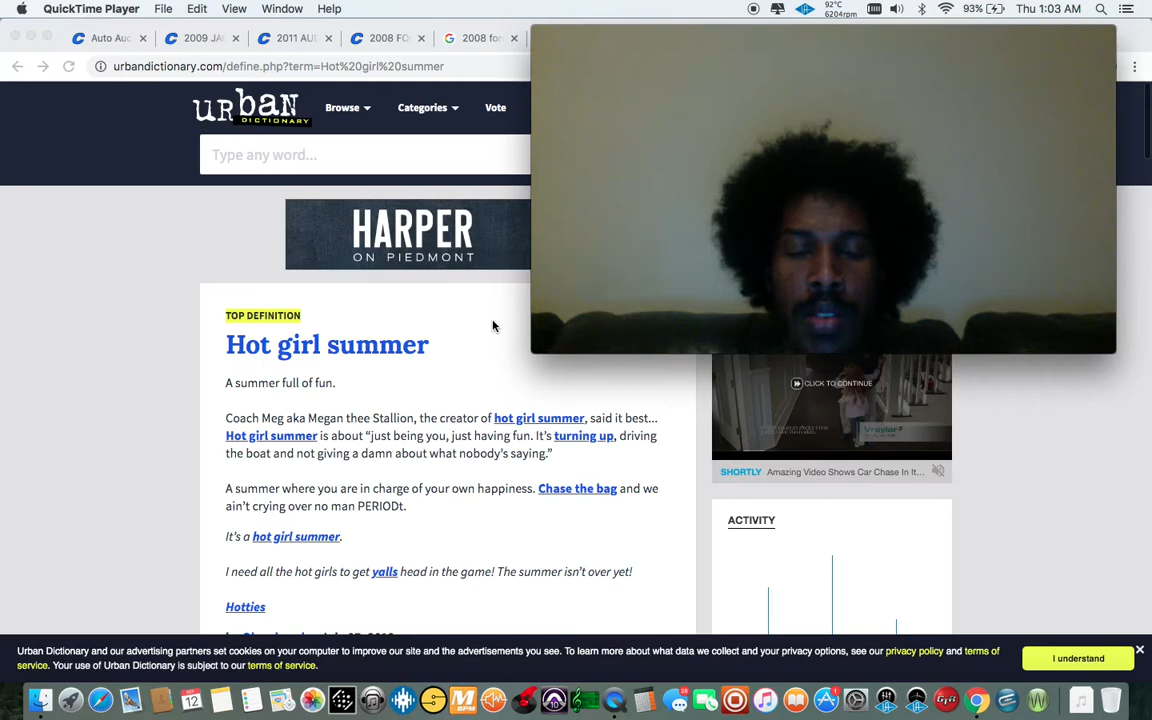 QuickTime Player File Edit View Window Help 92°C 6204rpm 93% Thu 1:03 AM
Auto Auc 2009 JA 2011 AU 2008 FO 2008 for
urbandictionary.com/define.php?term=Hot%20girl%20summer
urban DICTIONARY Browse Categories Vote
Type any word...
HARPER
ON PIEDMONT
TOP DEFINITION
Hot girl summer
A summer full of fun.
Coach Meg aka Megan thee Stallion, the creator of hot girl summer, said it best...
Hot girl summer is about “just being you, just having fun. It’s turning up, driving
the boat and not giving a damn about what nobody’s saying.”
A summer where you are in charge of your own happiness. Chase the bag and we
ain’t crying over no man PERIODt.
It’s a hot girl summer.
I need all the hot girls to get yalls head in the game! The summer isn’t over yet!
Hotties
CLICK TO CONTINUE
Vraylar
SHORTLY Amazing Video Shows Car Chase In It...
ACTIVITY
Urban Dictionary and our advertising partners set cookies on your computer to improve our site and the advertisements you see. To learn more about what data we collect and your privacy options, see our privacy policy and terms of
service. Your use of Urban Dictionary is subject to our terms of service.
I understand